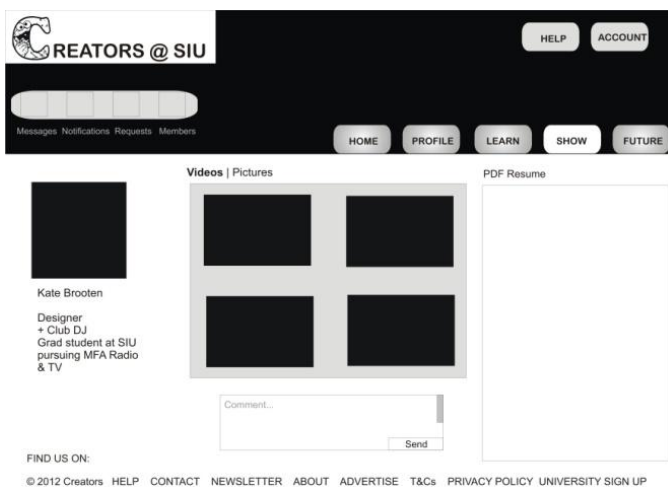 CREATORS @ SIU
HELP ACCOUNT
Messages Notifications Requests Members
HOME PROFILE LEARN SHOW FUTURE
Videos | Pictures
PDF Resume
Kate Brooten
Designer
+ Club DJ
Grad student at SIU
pursuing MFA Radio
& TV
Comment...
Send
FIND US ON:
© 2012 Creators HELP CONTACT NEWSLETTER ABOUT ADVERTISE T&Cs PRIVACY POLICY UNIVERSITY SIGN UP